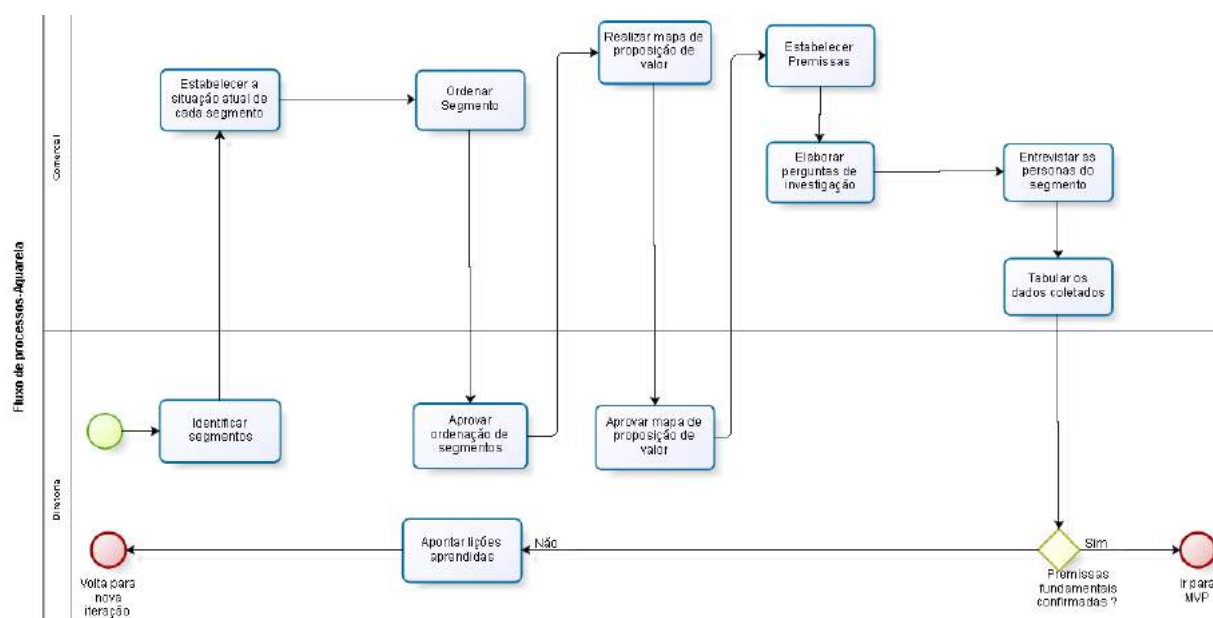 Fluxo de processos-Aquarela
Comercial
Estabelecer a
situação atual de
cada segmento
Ordenar
Segmento
Realizar mapa de
proposição de
valor
Estabelecer
Premissas
Elaborar
perguntas de
investigação
Entrevistar as
personas do
segmento
Tabular os
dados coletados
Diretoria
Identificar
segmentos
Aprovar
ordenação de
segmentos
Aprovar mapa de
proposição de
valor
Volta para
nova
iteração
Apontar lições
aprendidas
Não
Premissas
fundamentais
confirmadas ?
Sim
Ir para
MVP